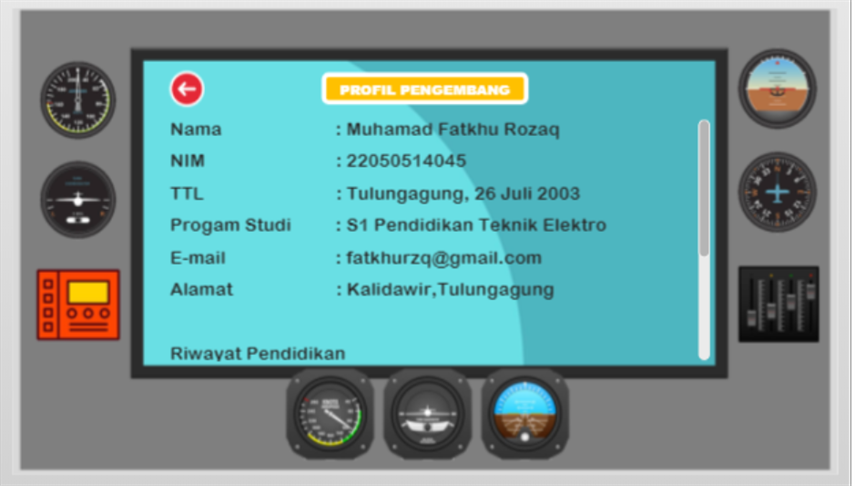 PROFIL PENGEMBANG
Nama : Muhamad Fatkhu Rozaq
NIM : 22050514045
TTL : Tulungagung, 26 Juli 2003
Progam Studi : S1 Pendidikan Teknik Elektro
E-mail : fatkhurzq@gmail.com
Alamat : Kalidawir,Tulungagung
Riwayat Pendidikan